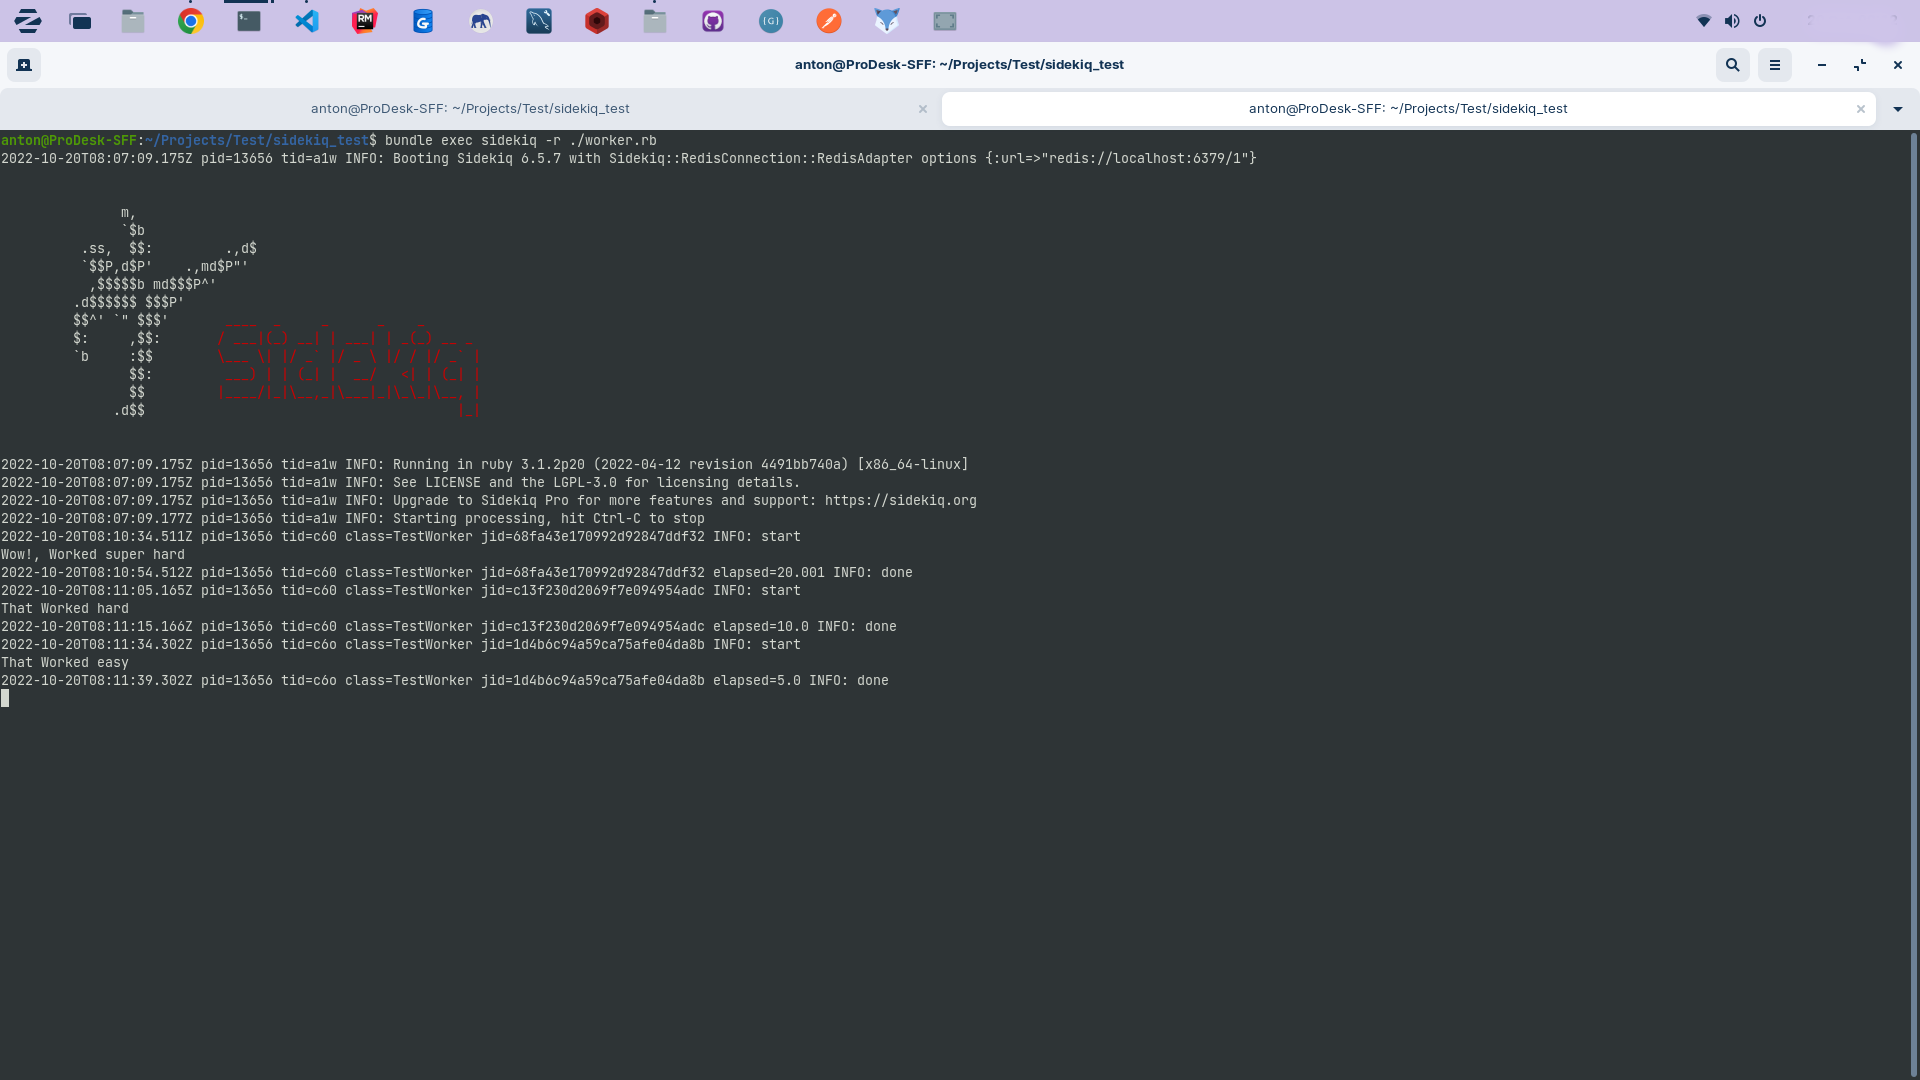 anton@ProDesk-SFF: ~/Projects/Test/sidekiq_test
anton@ProDesk-SFF: ~/Projects/Test/sidekiq_test
anton@ProDesk-SFF: ~/Projects/Test/sidekiq_test
anton@ProDesk-SFF:~/Projects/Test/sidekiq_test$ bundle exec sidekiq -r ./worker.rb
2022-10-20T08:07:09.175Z pid=13656 tid=a1w INFO: Booting Sidekiq 6.5.7 with Sidekiq::RedisConnection::RedisAdapter options {:url=>"redis://localhost:6379/1"}
               m,
               `$b
          .ss,  $$:         .,d$
          `$$P,d$P'    .,md$P"'
           ,$$$$$b md$$$P^'
         .d$$$$$$ $$$P'
         $$^' `" $$$'       ____  _     _      _    _
         $:     ,$$:       / ___|(_) __| | ___| | _(_) __ _
         `b     :$$        \___ \| |/ _` |/ _ \ |/ / |/ _` |
                $$:         ___) | | (_| |  __/   <| | (_| |
                $$         |____/|_|\__,_|\___|_|\_\_|\__, |
              .d$$                                       |_|
2022-10-20T08:07:09.175Z pid=13656 tid=a1w INFO: Running in ruby 3.1.2p20 (2022-04-12 revision 4491bb740a) [x86_64-linux]
2022-10-20T08:07:09.175Z pid=13656 tid=a1w INFO: See LICENSE and the LGPL-3.0 for licensing details.
2022-10-20T08:07:09.175Z pid=13656 tid=a1w INFO: Upgrade to Sidekiq Pro for more features and support: https://sidekiq.org
2022-10-20T08:07:09.177Z pid=13656 tid=a1w INFO: Starting processing, hit Ctrl-C to stop
2022-10-20T08:10:34.511Z pid=13656 tid=c60 class=TestWorker jid=68fa43e170992d92847ddf32 INFO: start
Wow!, Worked super hard
2022-10-20T08:10:54.512Z pid=13656 tid=c60 class=TestWorker jid=68fa43e170992d92847ddf32 elapsed=20.001 INFO: done
2022-10-20T08:11:05.165Z pid=13656 tid=c60 class=TestWorker jid=c13f230d2069f7e094954adc INFO: start
That Worked hard
2022-10-20T08:11:15.166Z pid=13656 tid=c60 class=TestWorker jid=c13f230d2069f7e094954adc elapsed=10.0 INFO: done
2022-10-20T08:11:34.302Z pid=13656 tid=c6o class=TestWorker jid=1d4b6c94a59ca75afe04da8b INFO: start
That Worked easy
2022-10-20T08:11:39.302Z pid=13656 tid=c6o class=TestWorker jid=1d4b6c94a59ca75afe04da8b elapsed=5.0 INFO: done